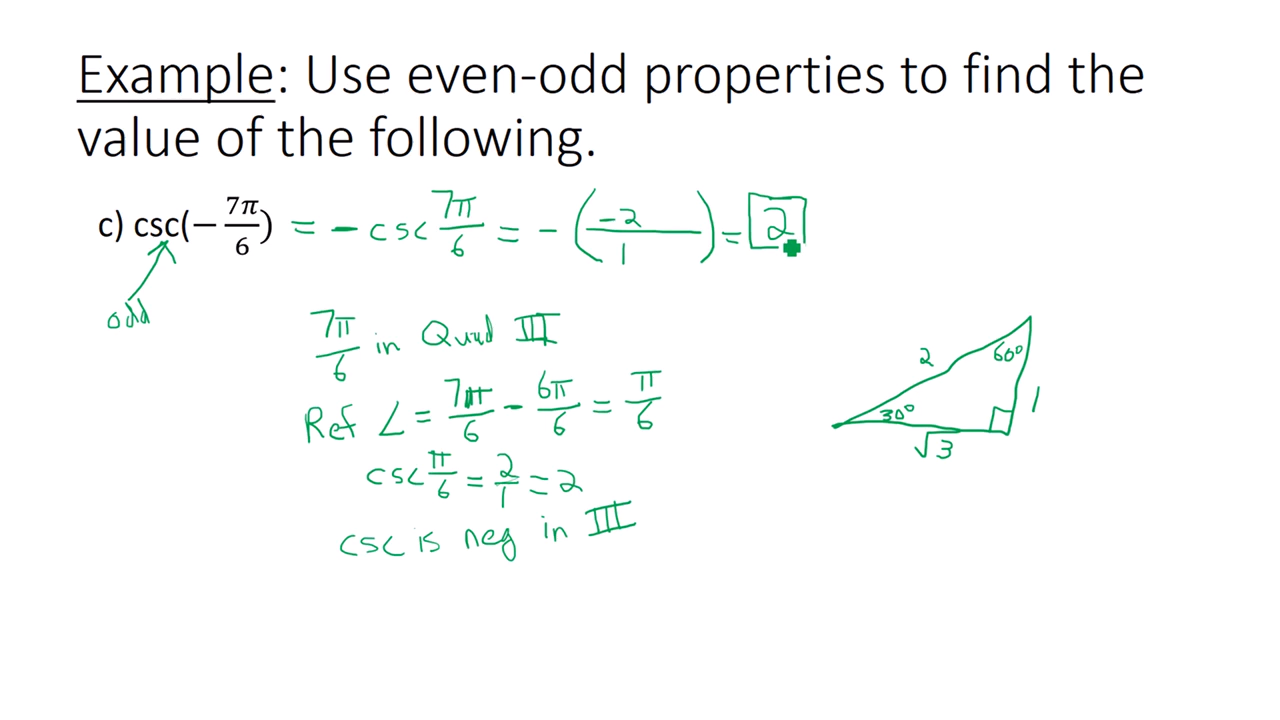 Example: Use even-odd properties to find the
value of the following.
c) csc(−7π/6) = - csc 7π/6 = - (-2/1) = 2
odd
7π/6 in Quad III
Ref ∠ = 7π/6 - 6π/6 = π/6
csc π/6 = 2/1 = 2
csc is neg in III
2
60°
30°
1
√3